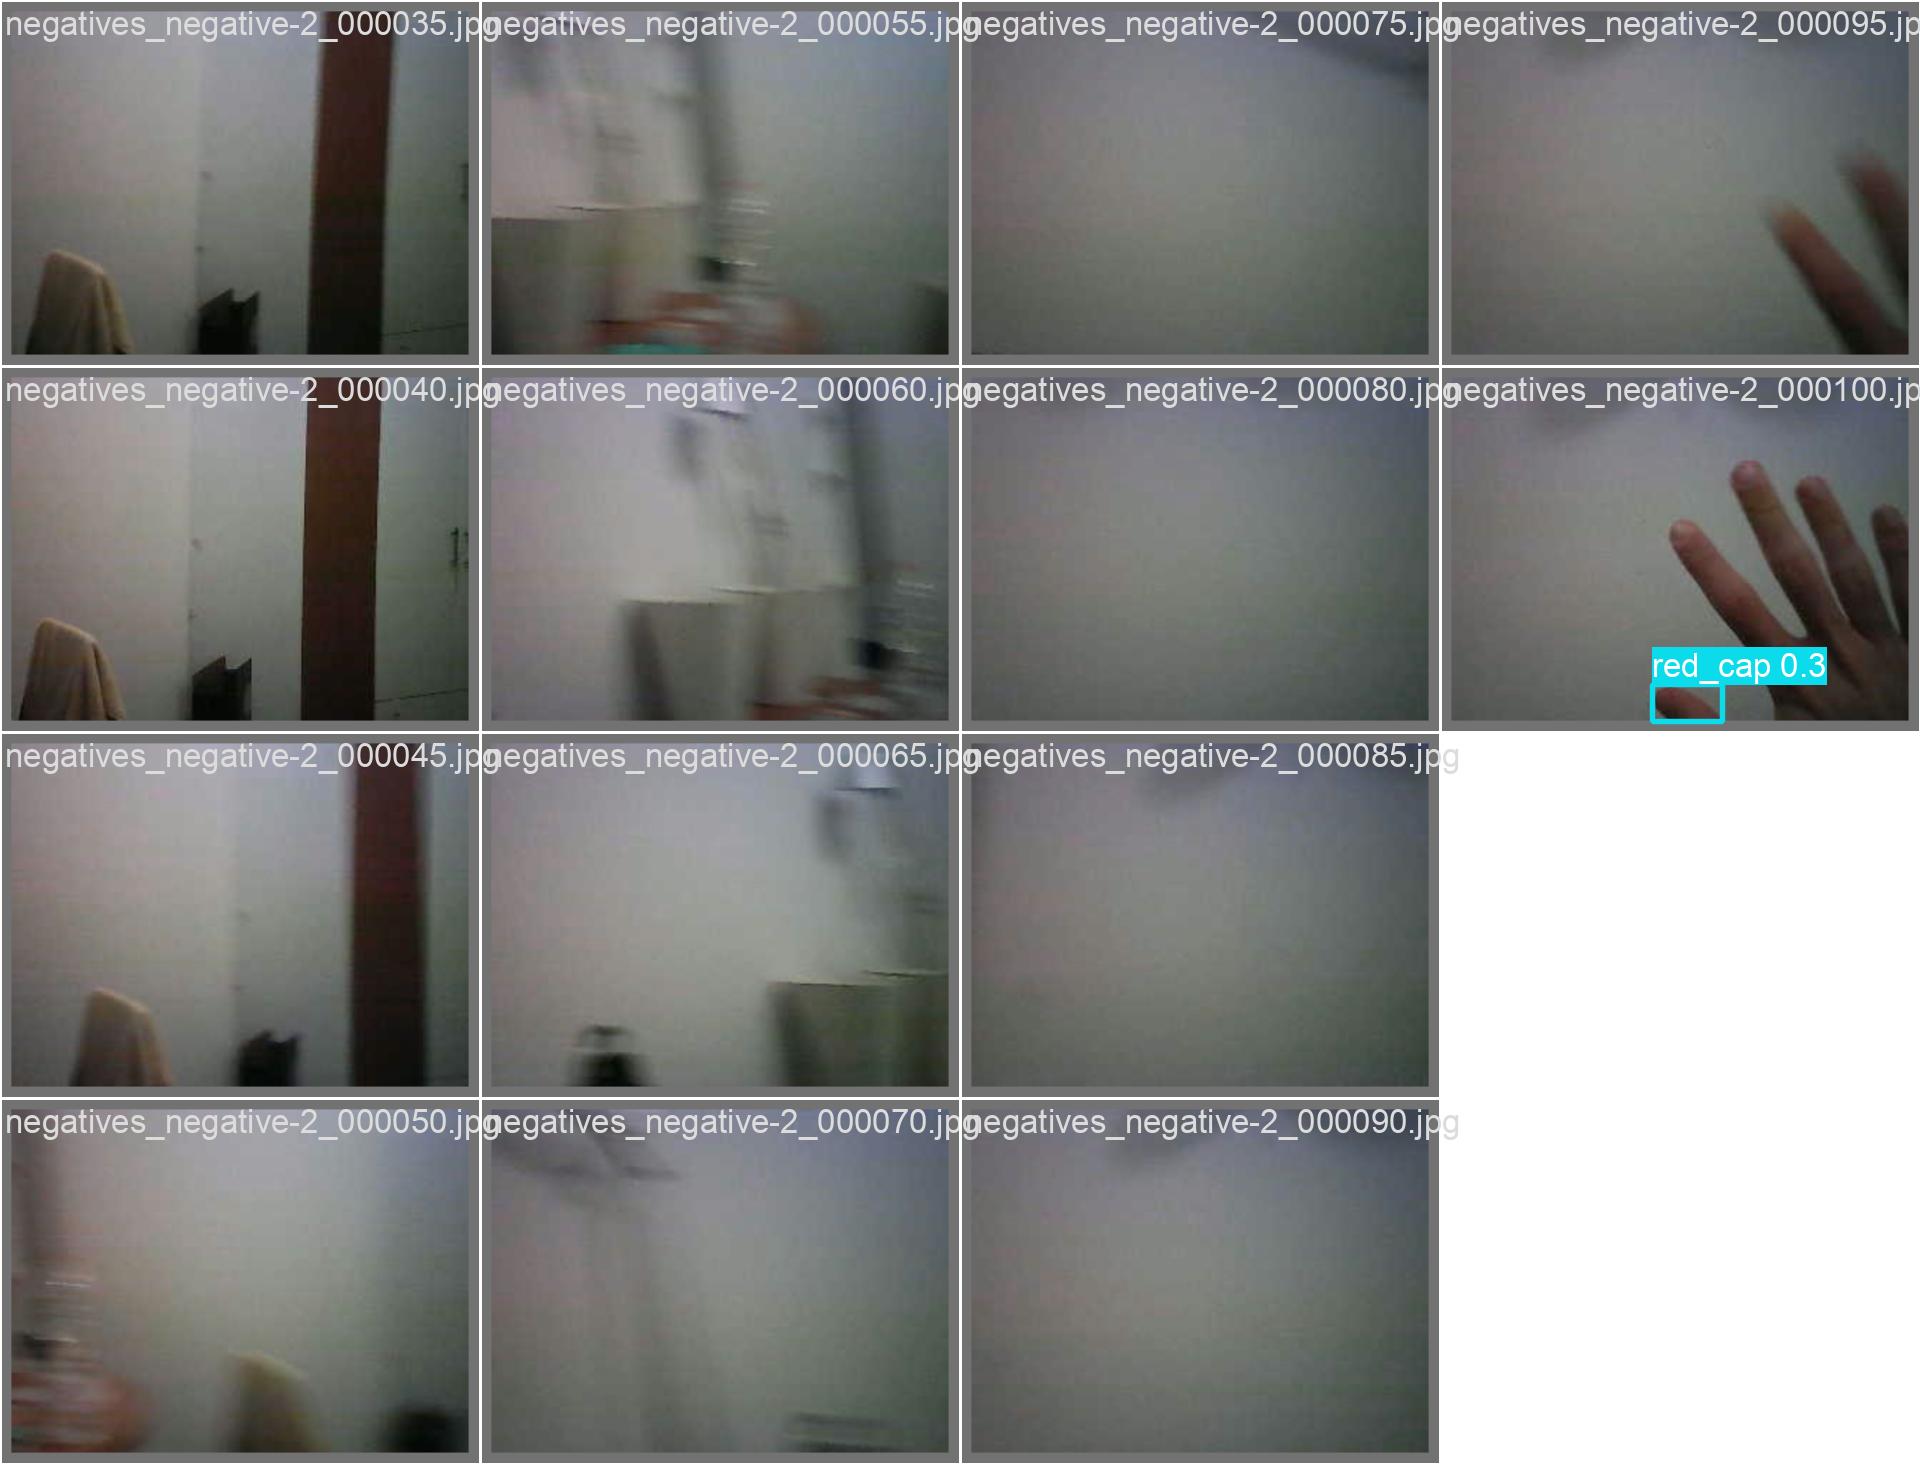 negatives_negative-2_000035.jpg
negatives_negative-2_000055.jpg
negatives_negative-2_000075.jpg
negatives_negative-2_000095.jp
negatives_negative-2_000040.jpg
negatives_negative-2_000060.jpg
negatives_negative-2_000080.jpg
negatives_negative-2_000100.jp
red_cap 0.3
negatives_negative-2_000045.jpg
negatives_negative-2_000065.jpg
negatives_negative-2_000085.jpg
negatives_negative-2_000050.jpg
negatives_negative-2_000070.jpg
negatives_negative-2_000090.jpg